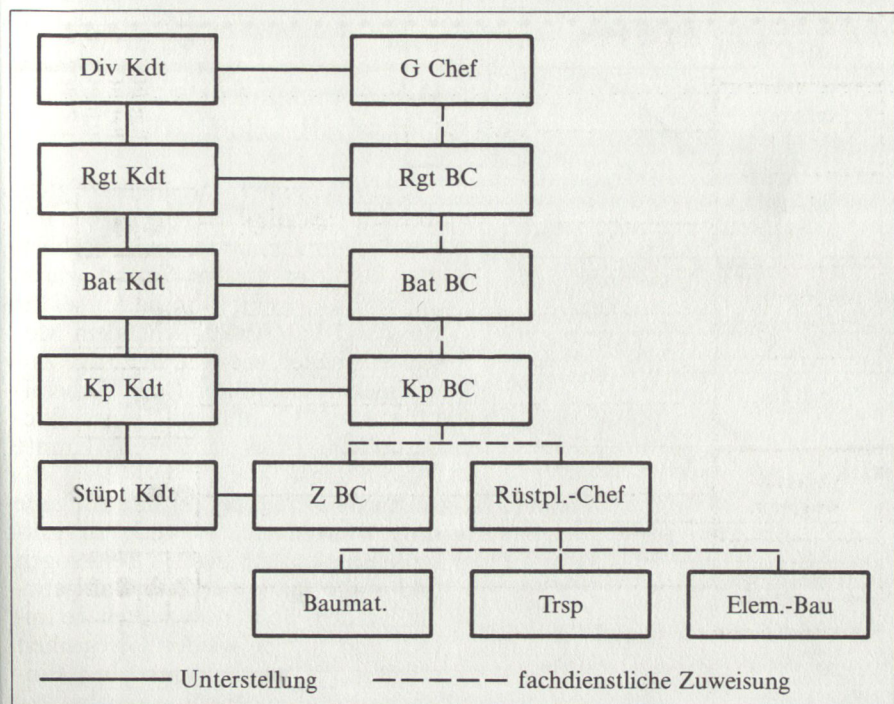 Div Kdt G Chef
Rgt Kdt Rgt BC
Bat Kdt Bat BC
Kp Kdt Kp BC
Stüpt Kdt Z BC Rüstpl.-Chef
Baumat. Trsp Elem.-Bau
Unterstellung fachdienstliche Zuweisung